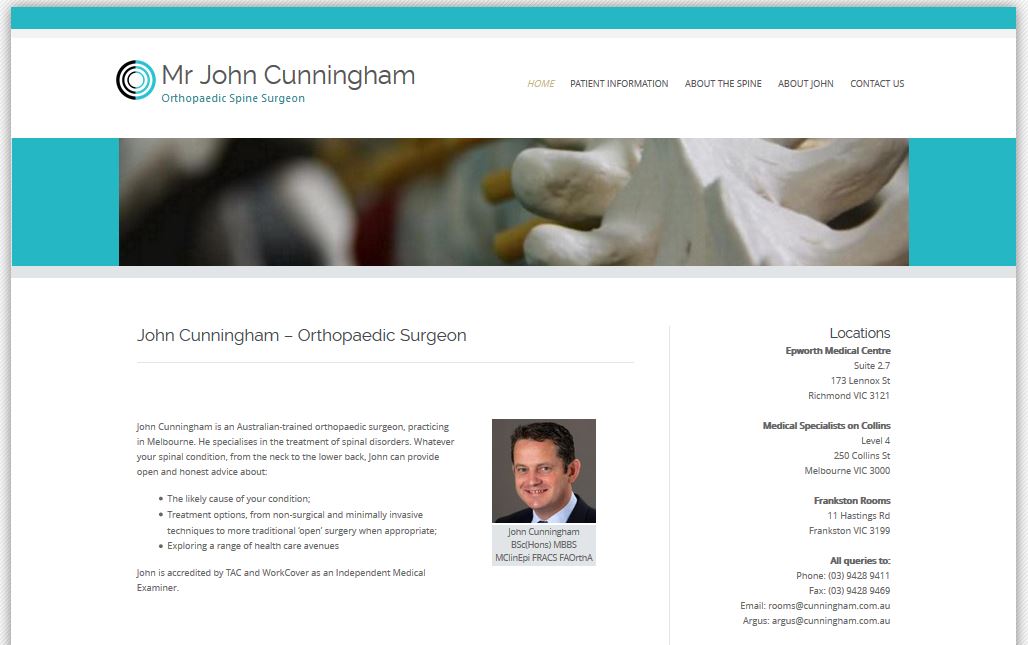 Mr John Cunningham
Orthopaedic Spine Surgeon
HOME PATIENT INFORMATION ABOUT THE SPINE ABOUT JOHN CONTACT US
John Cunningham – Orthopaedic Surgeon
John Cunningham is an Australian-trained orthopaedic surgeon, practicing
in Melbourne. He specialises in the treatment of spinal disorders. Whatever
your spinal condition, from the neck to the lower back, John can provide
open and honest advice about:
The likely cause of your condition;
Treatment options, from non-surgical and minimally invasive
techniques to more traditional 'open' surgery when appropriate;
Exploring a range of health care avenues
John is accredited by TAC and WorkCover as an Independent Medical
Examiner.
John Cunningham
BSc(Hons) MBBS
MClinEpi FRACS FAOrthA
Locations
Epworth Medical Centre
Suite 2.7
173 Lennox St
Richmond VIC 3121
Medical Specialists on Collins
Level 4
250 Collins St
Melbourne VIC 3000
Frankston Rooms
11 Hastings Rd
Frankston VIC 3199
All queries to:
Phone: (03) 9428 9411
Fax: (03) 9428 9469
Email: rooms@cunningham.com.au
Argus: argus@cunningham.com.au